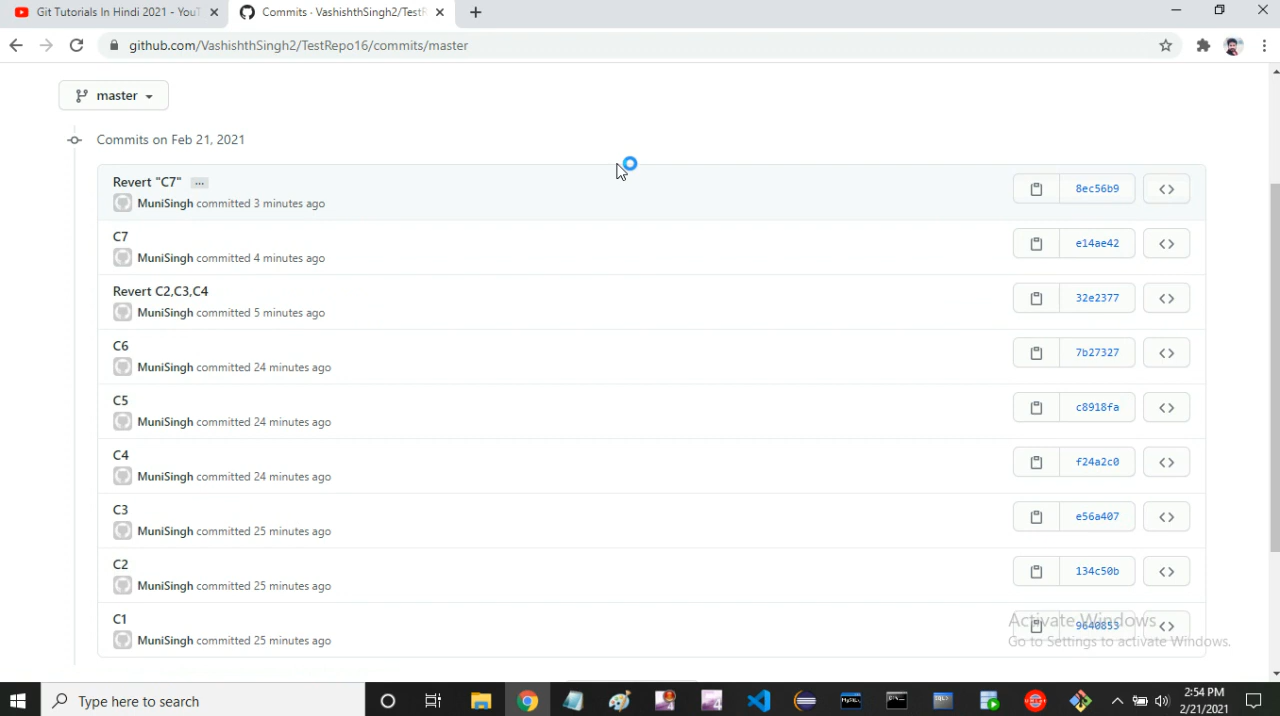 Git Tutorials In Hindi 2021 - YouT
Commits · VashishthSingh2/TestR
github.com/VashishthSingh2/TestRepo16/commits/master
master
Commits on Feb 21, 2021
Revert "C7" ...
MuniSingh committed 3 minutes ago
8ec56b9
C7
MuniSingh committed 4 minutes ago
e14ae42
Revert C2,C3,C4
MuniSingh committed 5 minutes ago
32e2377
C6
MuniSingh committed 24 minutes ago
7b27327
C5
MuniSingh committed 24 minutes ago
c8918fa
C4
MuniSingh committed 24 minutes ago
f24a2c0
C3
MuniSingh committed 25 minutes ago
e56a407
C2
MuniSingh committed 25 minutes ago
134c50b
C1
MuniSingh committed 25 minutes ago
9640853
Activate Windows
Go to Settings to activate Windows.
Type here to search
2:54 PM
2/21/2021